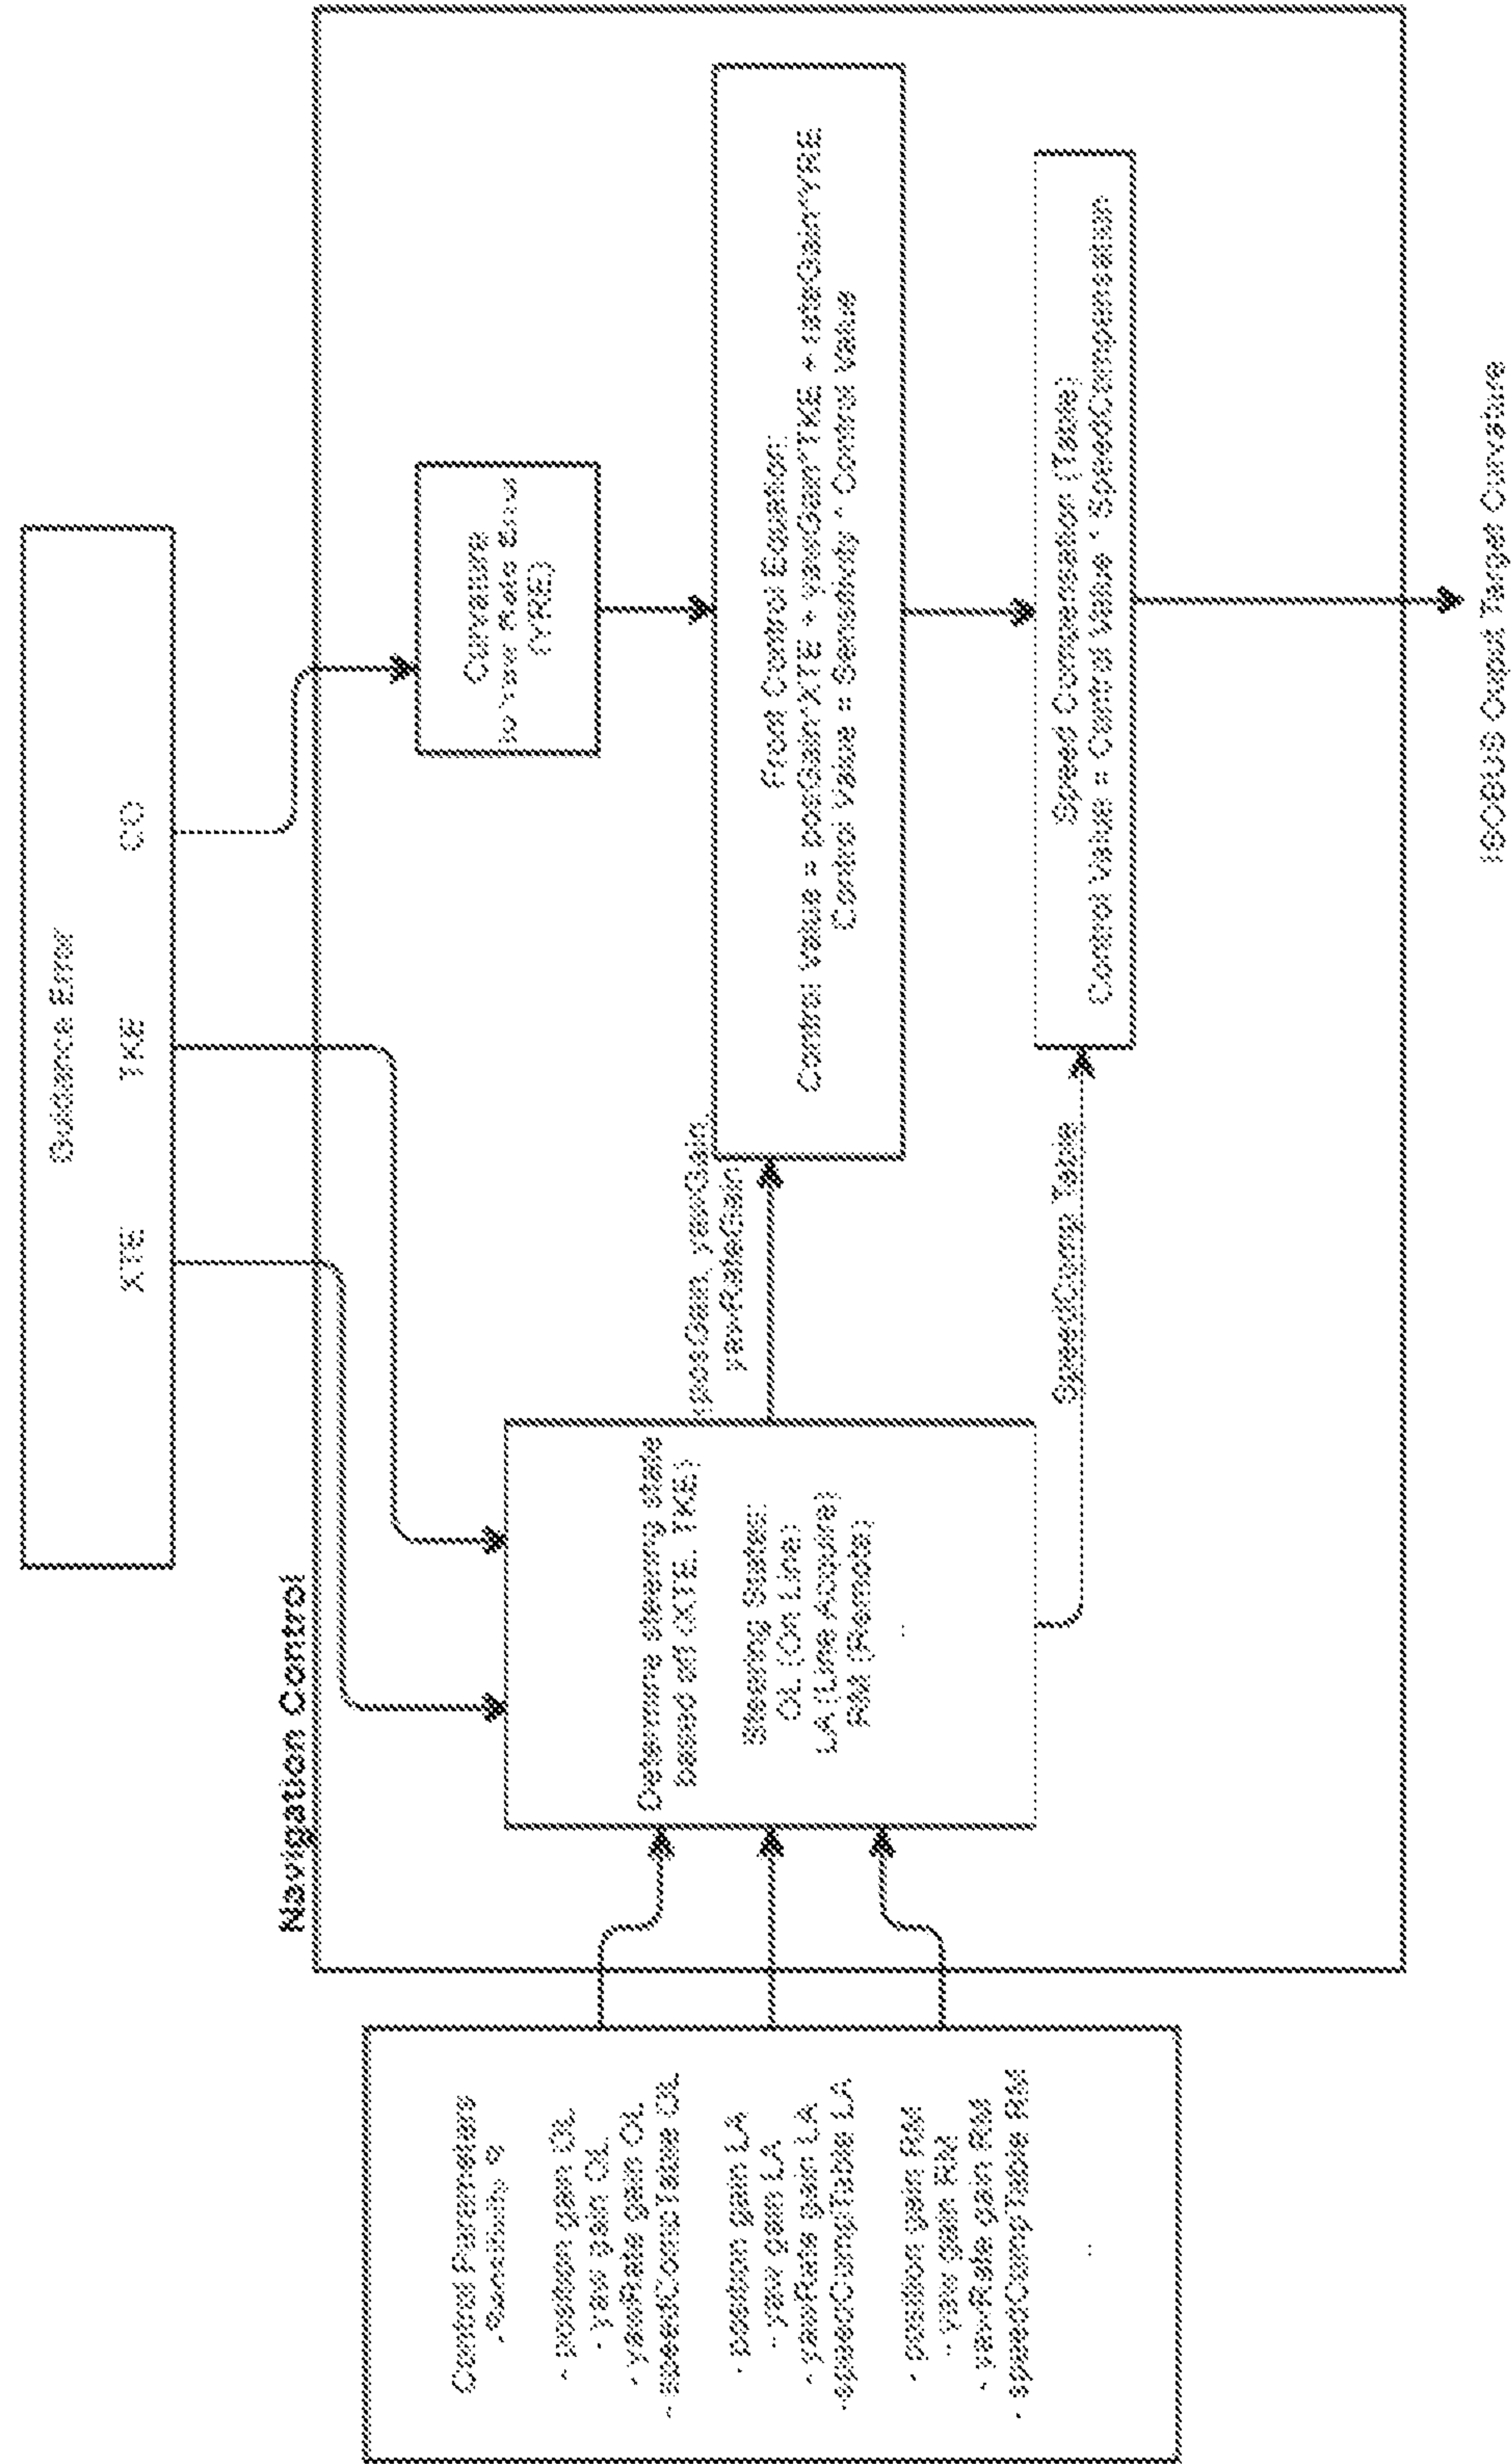 Guidance Error
XTE
TKE
CO
Navigation Control
Control Parameters
- Sensitivity
- position gain OL
- yaw gain OL
- yawRate gain OL
- speedCompTable OL
- position gain LA
- yaw gain LA
- yawRate gain LA
-speedCompTable LA
- position gain RM
- yaw gain RM
- yawRate gain RM
- speedCompTable RM
Determine steering state
based off (XTE, TKE)
Steering States:
OL (On Line)
LA (Line Acquire)
RM (Remote)
posGain, yawGain,
yawRateGain
SpeedComp Table
Curvature
to Yaw Rate Error
(YRE)
Front Control Equation:
Control Value = posGain*XTE + yawGain*TKE + rateGain*YRE
Control Value = Sensitivity * Control Value
Speed Compensation (Table)
Control Value = Control Value * SpeedCompensation
ISOBUS Ouput Target Curvature